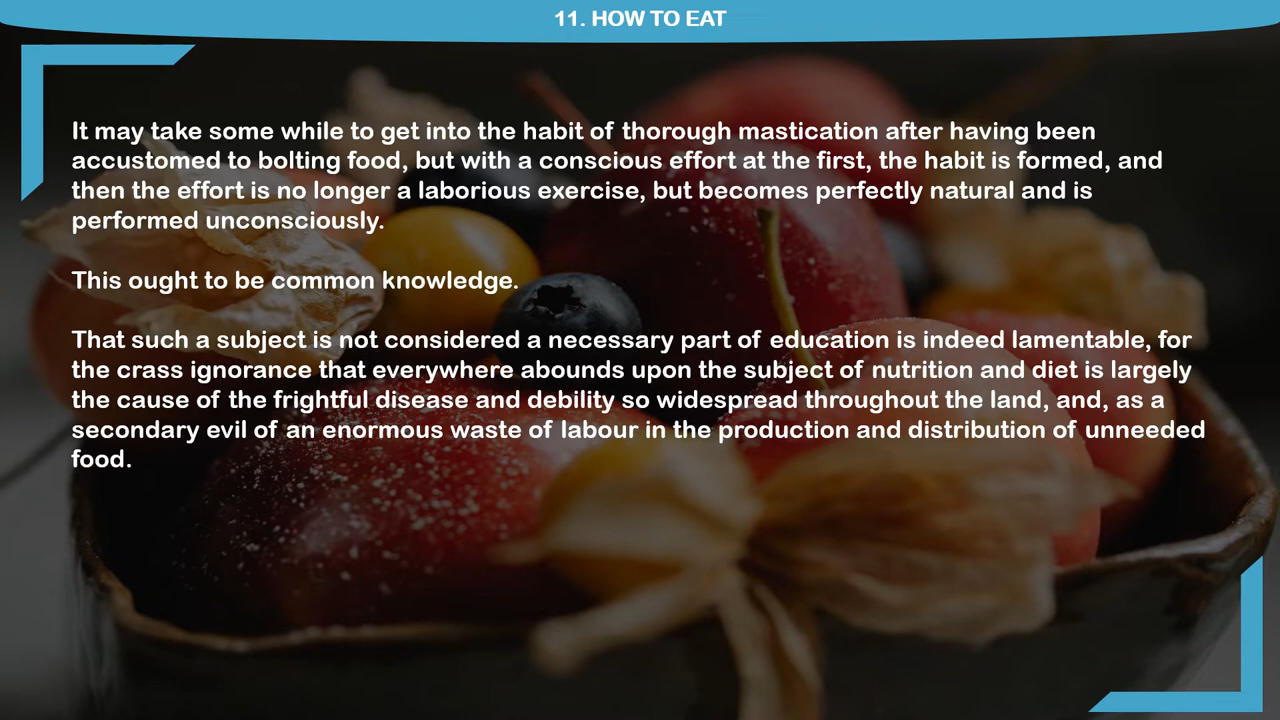 11. HOW TO EAT
It may take some while to get into the habit of thorough mastication after having been
accustomed to bolting food, but with a conscious effort at the first, the habit is formed, and
then the effort is no longer a laborious exercise, but becomes perfectly natural and is
performed unconsciously.
This ought to be common knowledge.
That such a subject is not considered a necessary part of education is indeed lamentable, for
the crass ignorance that everywhere abounds upon the subject of nutrition and diet is largely
the cause of the frightful disease and debility so widespread throughout the land, and, as a
secondary evil of an enormous waste of labour in the production and distribution of unneeded
food.